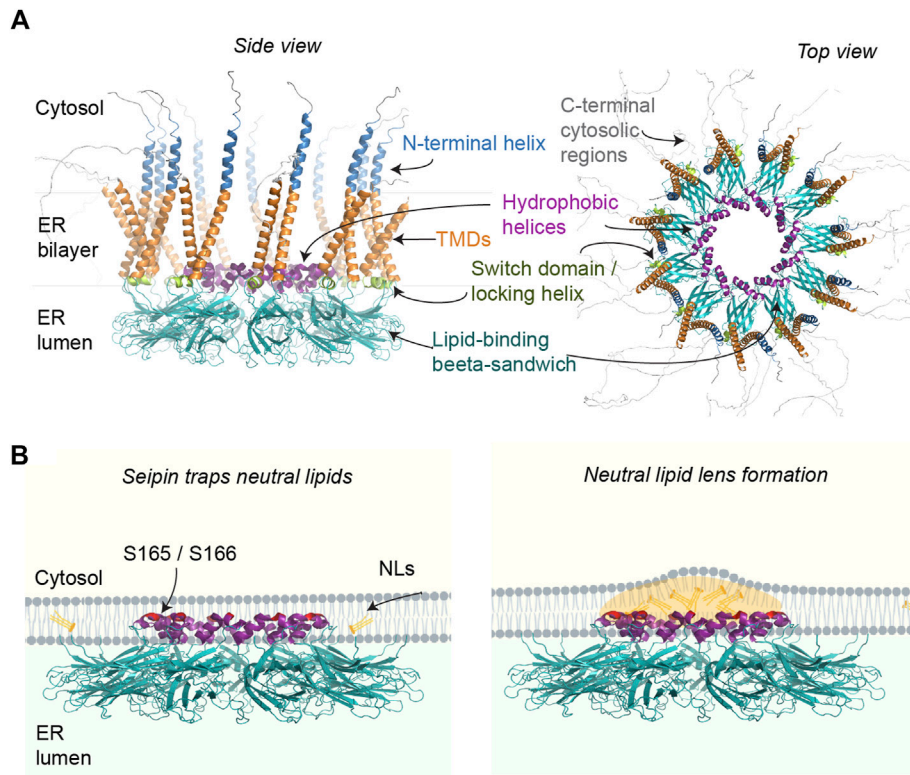 A
Side view
Top view
Cytosol
C-terminal
cytosolic
regions
N-terminal helix
ER
bilayer
Hydrophobic
helices
TMDs
Switch domain /
locking helix
ER
lumen
Lipid-binding
beeta-sandwich
B
Seipin traps neutral lipids
S165 / S166
NLs
Cytosol
ER
lumen
Neutral lipid lens formation